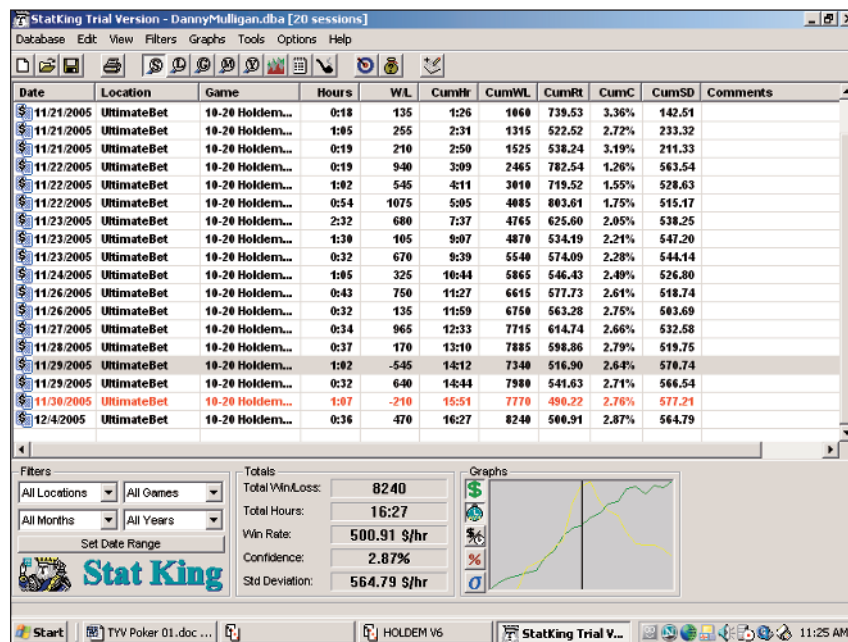 StatKing Trial Version - DannyMulligan.dba [20 sessions]
Database Edit View Filters Graphs Tools Options Help
Date Location Game Hours W/L CumHr CumWL CumRt CumC CumSD Comments
11/21/2005 UltimateBet 10-20 Holdem... 0:18 135 1:26 1060 739.53 3.36% 142.51
11/21/2005 UltimateBet 10-20 Holdem... 1:05 255 2:31 1315 522.52 2.72% 233.32
11/21/2005 UltimateBet 10-20 Holdem... 0:19 210 2:50 1525 538.24 3.19% 211.33
11/22/2005 UltimateBet 10-20 Holdem... 0:19 940 3:09 2465 782.54 1.26% 563.54
11/22/2005 UltimateBet 10-20 Holdem... 1:02 545 4:11 3010 719.52 1.55% 528.63
11/22/2005 UltimateBet 10-20 Holdem... 0:54 1075 5:05 4085 803.61 1.75% 515.17
11/23/2005 UltimateBet 10-20 Holdem... 2:32 680 7:37 4765 625.60 2.05% 538.25
11/23/2005 UltimateBet 10-20 Holdem... 1:30 105 9:07 4870 534.19 2.21% 547.20
11/23/2005 UltimateBet 10-20 Holdem... 0:32 670 9:39 5540 574.09 2.28% 544.14
11/24/2005 UltimateBet 10-20 Holdem... 1:05 325 10:44 5865 546.43 2.49% 526.80
11/26/2005 UltimateBet 10-20 Holdem... 0:43 750 11:27 6615 577.73 2.61% 518.74
11/26/2005 UltimateBet 10-20 Holdem... 0:32 135 11:59 6750 563.28 2.75% 503.69
11/27/2005 UltimateBet 10-20 Holdem... 0:34 965 12:33 7715 614.74 2.66% 532.58
11/28/2005 UltimateBet 10-20 Holdem... 0:37 170 13:10 7885 598.86 2.79% 519.75
11/29/2005 UltimateBet 10-20 Holdem... 1:02 -545 14:12 7340 516.90 2.64% 570.74
11/29/2005 UltimateBet 10-20 Holdem... 0:32 640 14:44 7980 541.63 2.71% 566.54
11/30/2005 UltimateBet 10-20 Holdem... 1:07 -210 15:51 7770 490.22 2.76% 577.21
12/4/2005 UltimateBet 10-20 Holdem... 0:36 470 16:27 8240 500.91 2.87% 564.79
Filters
All Locations All Games
All Months All Years
Set Date Range
Stat King
Totals
Total Win/Loss: 8240
Total Hours: 16:27
Win Rate: 500.91 $/hr
Confidence: 2.87%
Std Deviation: 564.79 $/hr
Graphs
Start TYV Poker 01.doc ... HOLDEM V6 StatKing Trial V... 11:25 AM